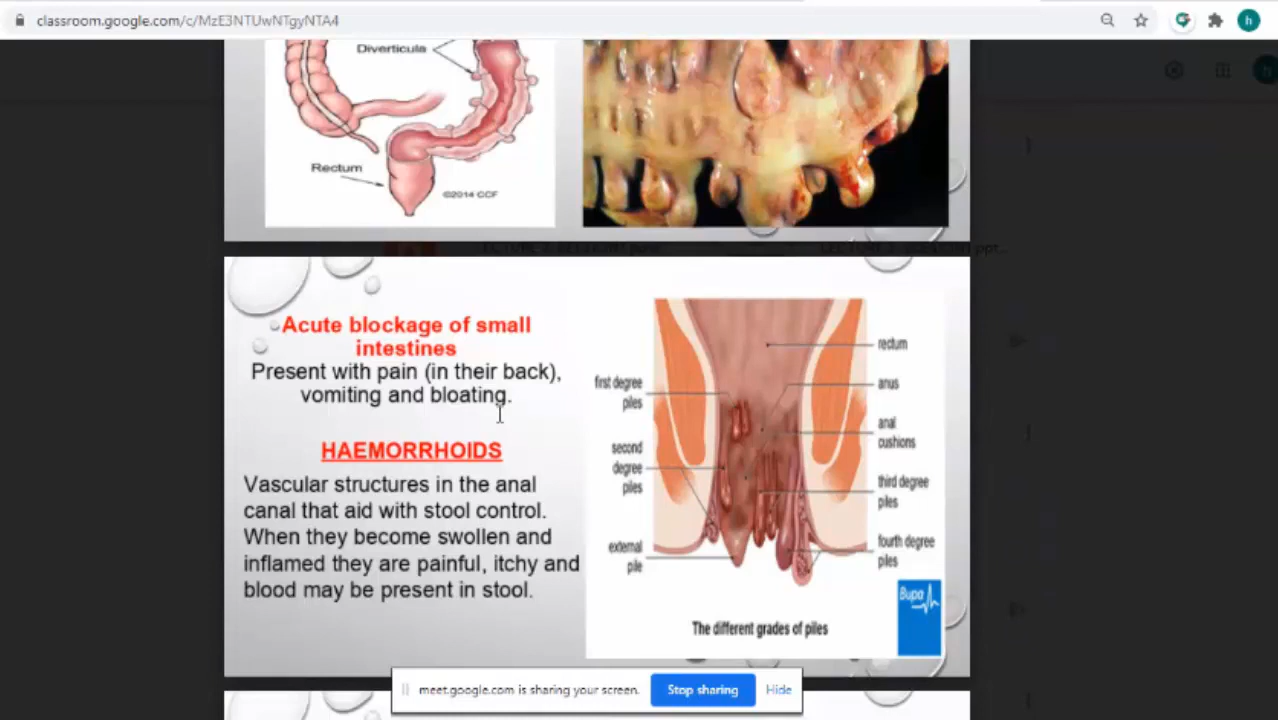 classroom.google.com/c/MzE3NTUwNTgyNTA4
h
Diverticula
Rectum
©2014 CCF
Acute blockage of small
intestines
Present with pain (in their back),
vomiting and bloating.
HAEMORRHOIDS
Vascular structures in the anal
canal that aid with stool control.
When they become swollen and
inflamed they are painful, itchy and
blood may be present in stool.
rectum
first degree
piles
anus
anal
cushions
second
degree
piles
third degree
piles
external
pile
fourth degree
piles
Bupa
The different grades of piles
meet.google.com is sharing your screen.
Stop sharing
Hide